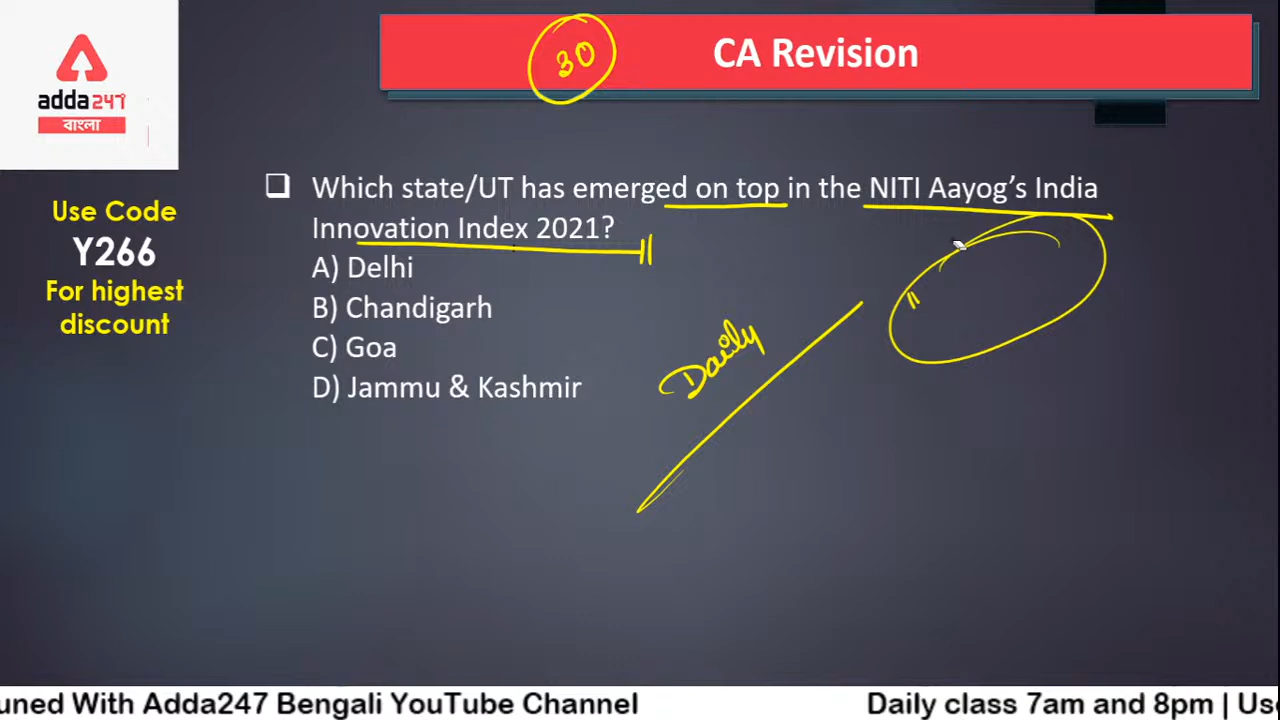 30
CA Revision
adda247
বাংলা
Use Code
Y266
For highest
discount
❑ Which state/UT has emerged on top in the NITI Aayog’s India
Innovation Index 2021?
A) Delhi
B) Chandigarh
C) Goa
D) Jammu & Kashmir
Daily
uned With Adda247 Bengali YouTube Channel
Daily class 7am and 8pm | Us